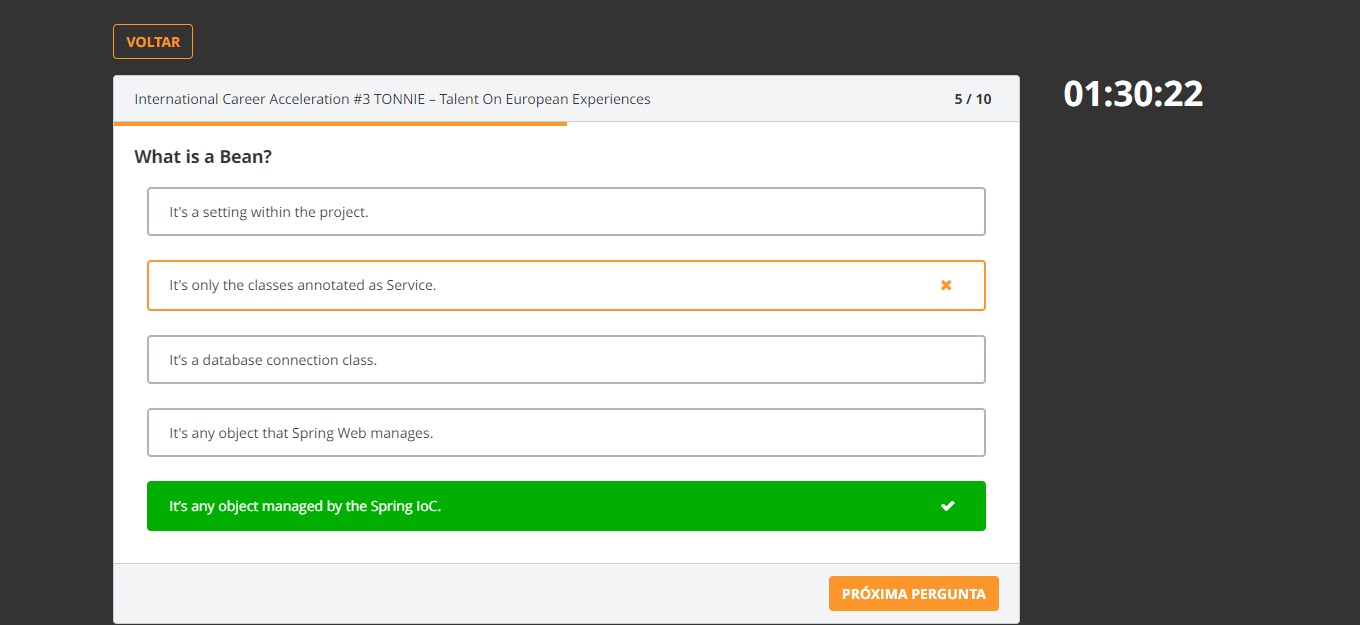 VOLTAR
International Career Acceleration #3 TONNIE – Talent On European Experiences
5 / 10
01:30:22
What is a Bean?
It's a setting within the project.
It's only the classes annotated as Service.
It’s a database connection class.
It's any object that Spring Web manages.
It’s any object managed by the Spring IoC.
PRÓXIMA PERGUNTA